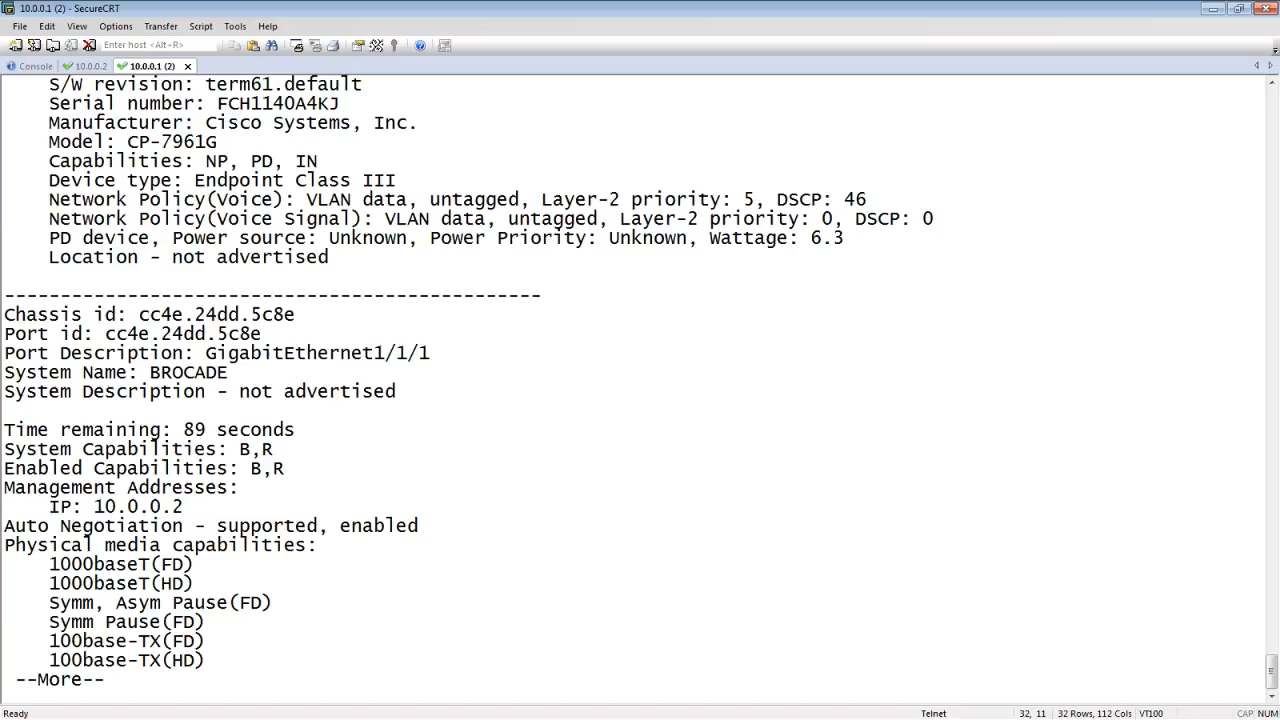 10.0.0.1 (2) - SecureCRT
File Edit View Options Transfer Script Tools Help
Enter host <Alt+R>
Console 10.0.0.2 10.0.0.1 (2)
S/W revision: term61.default
Serial number: FCH1140A4KJ
Manufacturer: Cisco Systems, Inc.
Model: CP-7961G
Capabilities: NP, PD, IN
Device type: Endpoint Class III
Network Policy(Voice): VLAN data, untagged, Layer-2 priority: 5, DSCP: 46
Network Policy(Voice Signal): VLAN data, untagged, Layer-2 priority: 0, DSCP: 0
PD device, Power source: Unknown, Power Priority: Unknown, Wattage: 6.3
Location - not advertised
------------------------------------------------
Chassis id: cc4e.24dd.5c8e
Port id: cc4e.24dd.5c8e
Port Description: GigabitEthernet1/1/1
System Name: BROCADE
System Description - not advertised
Time remaining: 89 seconds
System Capabilities: B,R
Enabled Capabilities: B,R
Management Addresses:
IP: 10.0.0.2
Auto Negotiation - supported, enabled
Physical media capabilities:
1000baseT(FD)
1000baseT(HD)
Symm, Asym Pause(FD)
Symm Pause(FD)
100base-TX(FD)
100base-TX(HD)
--More--
Ready Telnet 32, 11 32 Rows, 112 Cols VT100 CAP NUM